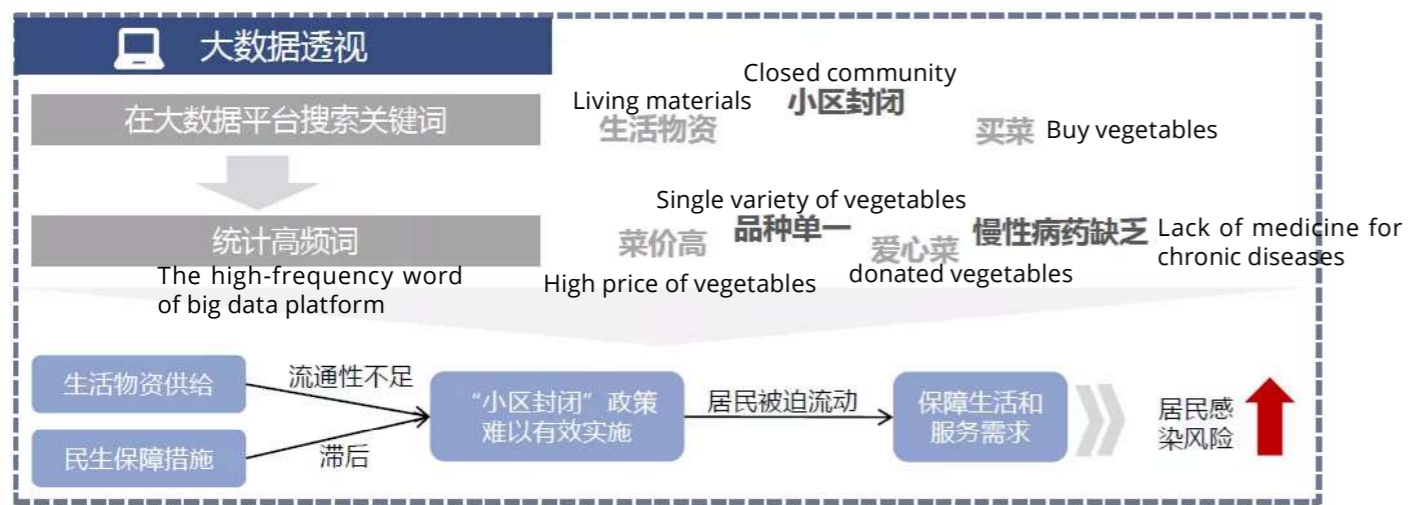 大数据透视
在大数据平台搜索关键词
Closed community
Living materials
小区封闭
生活物资
买菜 Buy vegetables
Single variety of vegetables
统计高频词
菜价高
品种单一
爱心菜
慢性病药缺乏
Lack of medicine for
chronic diseases
The high-frequency word
of big data platform
High price of vegetables
donated vegetables
生活物资供给
流通性不足
民生保障措施
滞后
“小区封闭”政策
难以有效实施
居民被迫流动
保障生活和
服务需求
居民感
染风险